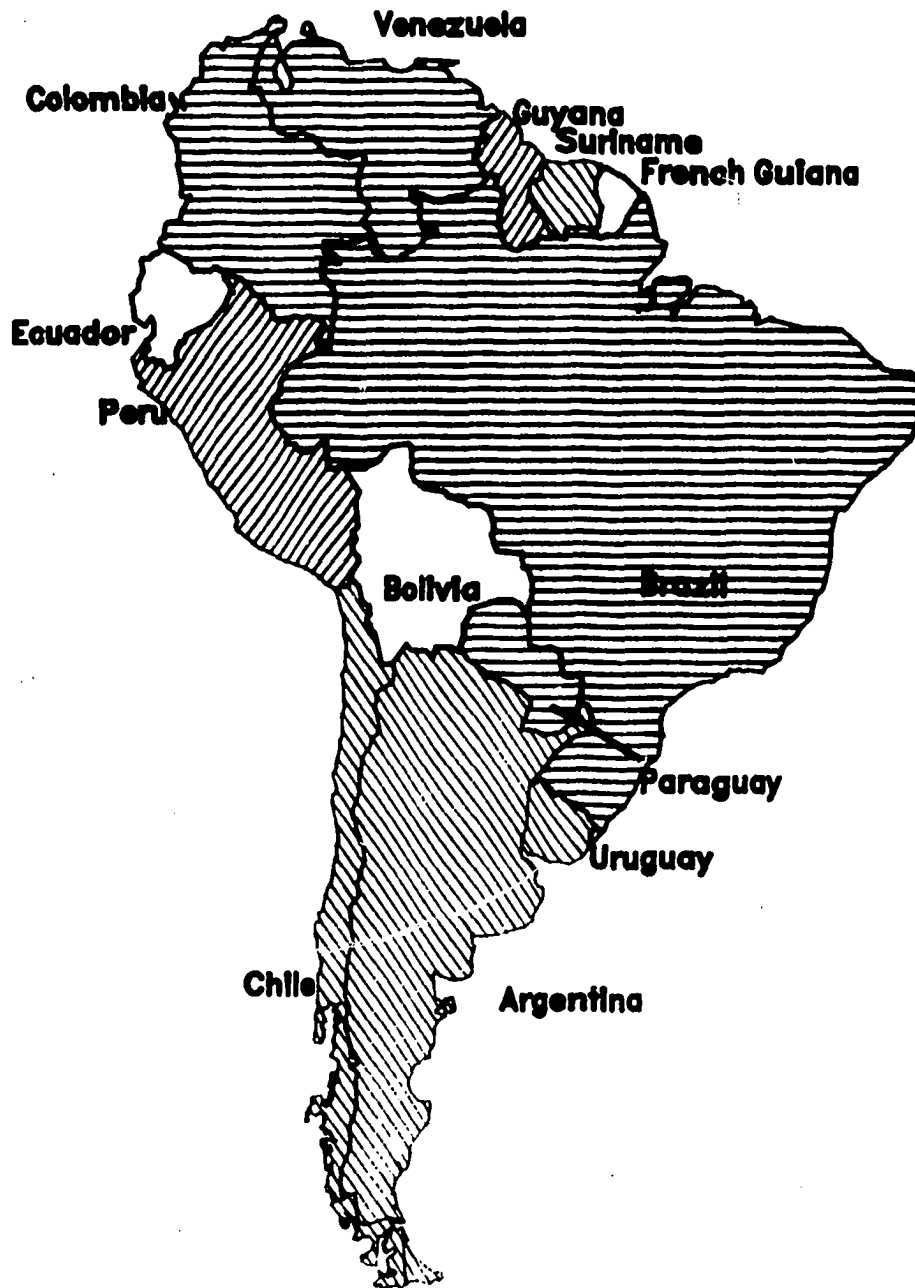 Venezuela
Colombia
Guyana
Suriname
French Guiana
Ecuador
Peru
Bolivia
Brazil
Paraguay
Uruguay
Chile
Argentina